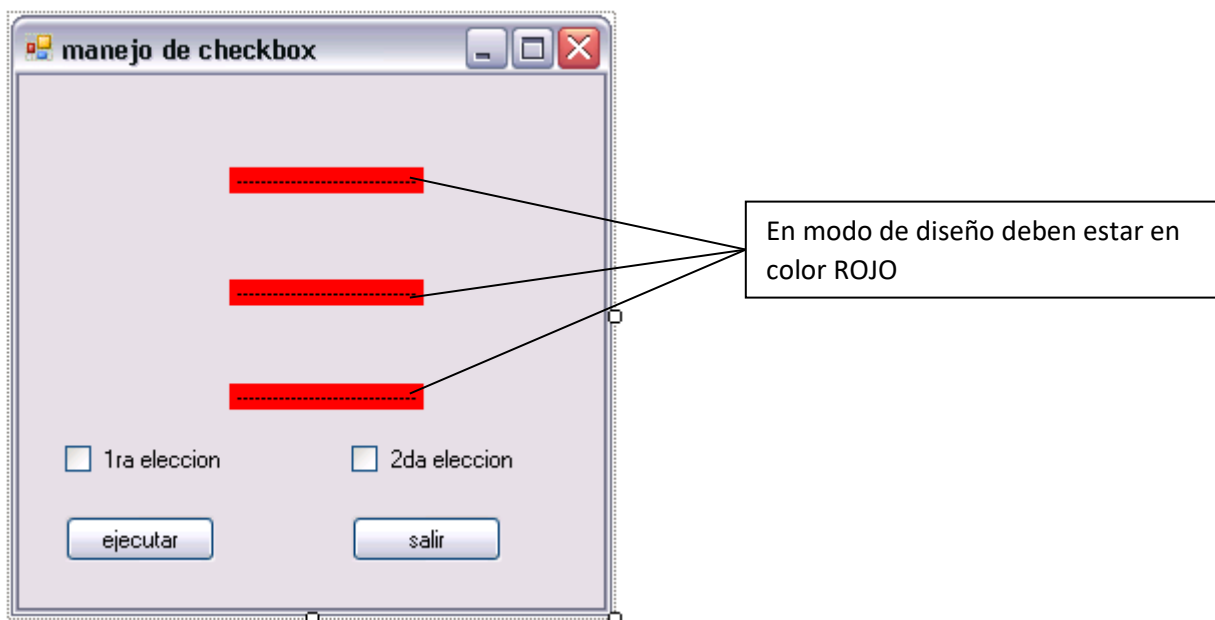 manejo de checkbox
---------------------------
---------------------------
---------------------------
En modo de diseño deben estar en
color ROJO
1ra eleccion
2da eleccion
ejecutar
salir